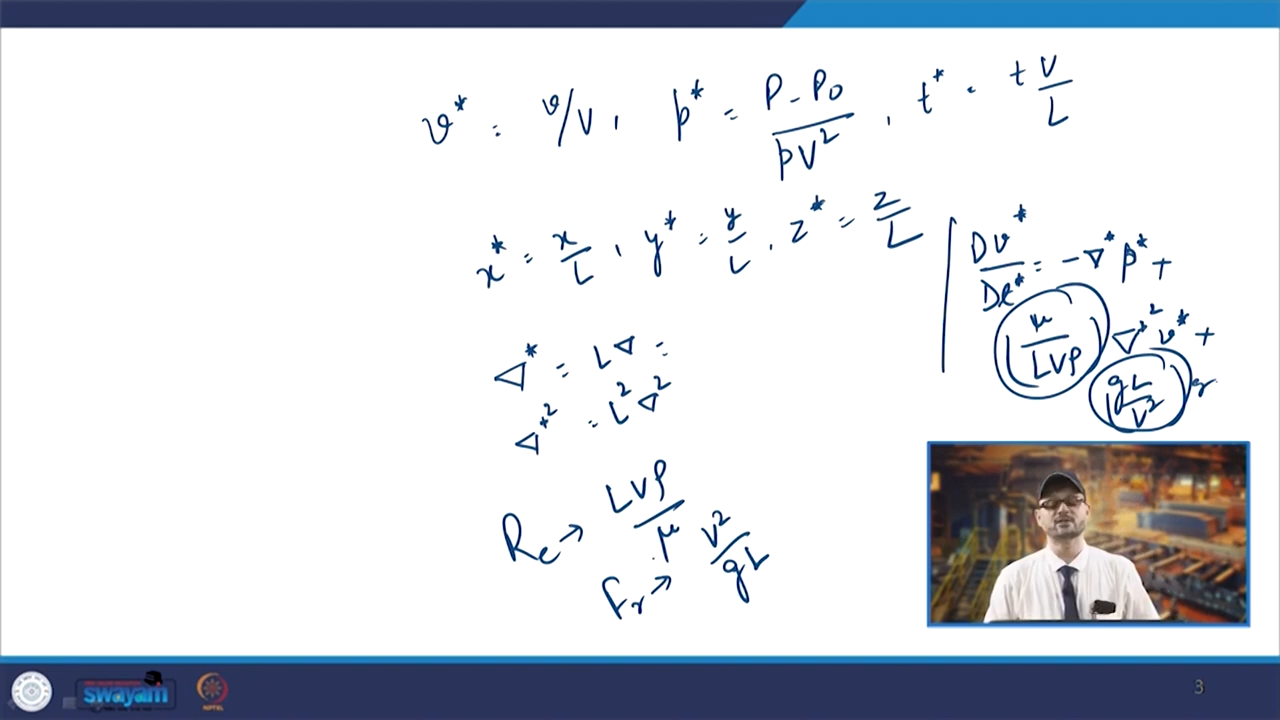 v* = v/V, p* = P - P0 / ρV², t* = tV/L
x* = x/L, y* = y/L, z* = z/L
∇* = L∇ =
∇*² = L²∇²
Re → LVρ/μ
Fr → V²/gL
Dv*/Dt* = -∇*p* +
(μ/LVρ) ∇*²v* +
(gL/V²) g
swayam
NPTEL
3